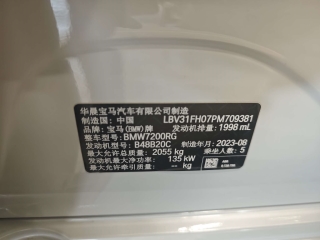 华晨宝马汽车有限公司制造
制造国：中国 LBV31FH07PM709381
品牌：宝马(BMW)牌 发动机排量：1998 mL
整车型号：BMW7200RG
发动机型号：B48B20C 制造年月：2023-08
最大允许总质量：2055 kg 乘坐人数：5
发动机最大净功率：135 kW
最大允许牵引质量：-- kg